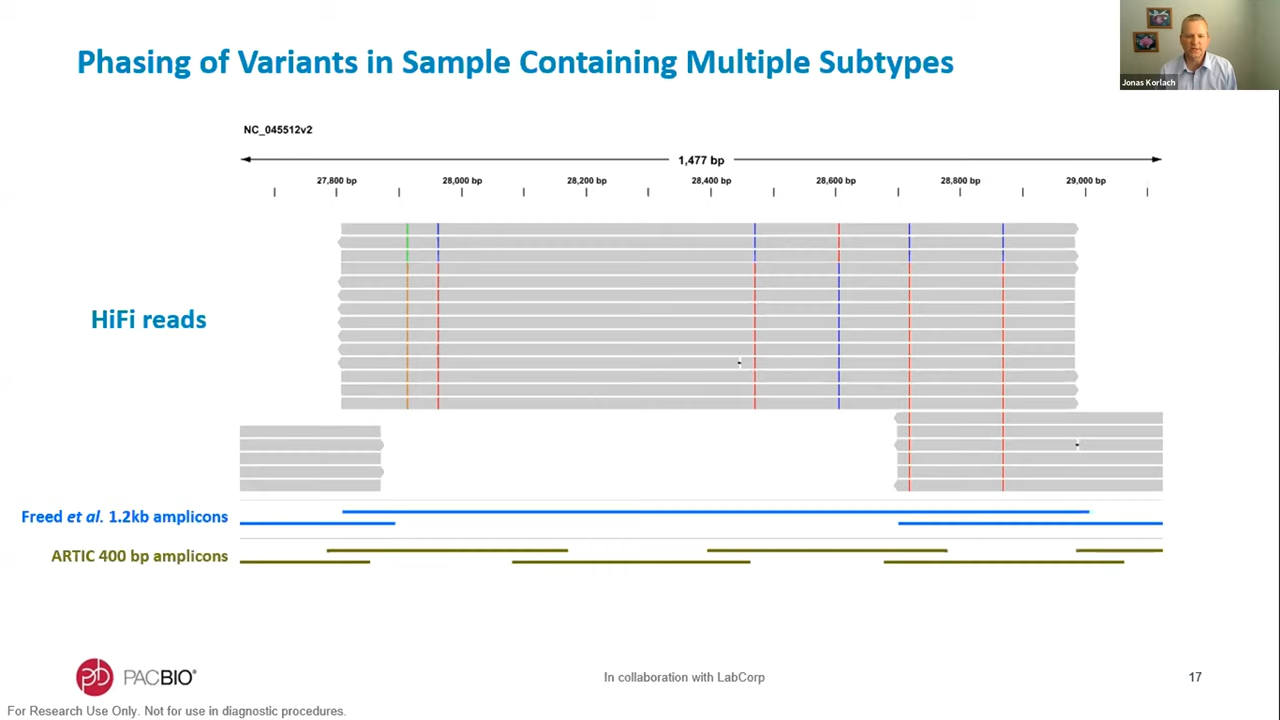 Phasing of Variants in Sample Containing Multiple Subtypes
Jonas Korlach
NC_045512v2
1,477 bp
27,800 bp 28,000 bp 28,200 bp 28,400 bp 28,600 bp 28,800 bp 29,000 bp
HiFi reads
Freed et al. 1.2kb amplicons
ARTIC 400 bp amplicons
PACBIO®
In collaboration with LabCorp
17
For Research Use Only. Not for use in diagnostic procedures.